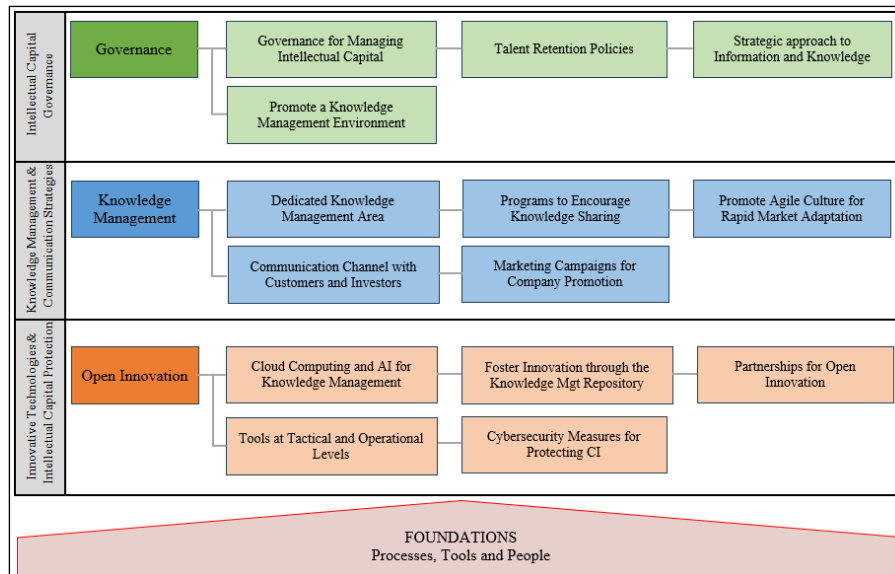 Intellectual Capital
Governance
Governance
Governance for Managing
Intellectual Capital
Talent Retention Policies
Strategic approach to
Information and Knowledge
Promote a Knowledge
Management Environment
Knowledge Management &
Communication Strategies
Knowledge
Management
Dedicated Knowledge
Management Area
Programs to Encourage
Knowledge Sharing
Promote Agile Culture for
Rapid Market Adaptation
Communication Channel with
Customers and Investors
Marketing Campaigns for
Company Promotion
Innovative Technologies &
Intellectual Capital Protection
Open Innovation
Cloud Computing and AI for
Knowledge Management
Foster Innovation through the
Knowledge Mgt Repository
Partnerships for Open
Innovation
Tools at Tactical and Operational
Levels
Cybersecurity Measures for
Protecting CI
FOUNDATIONS
Processes, Tools and People